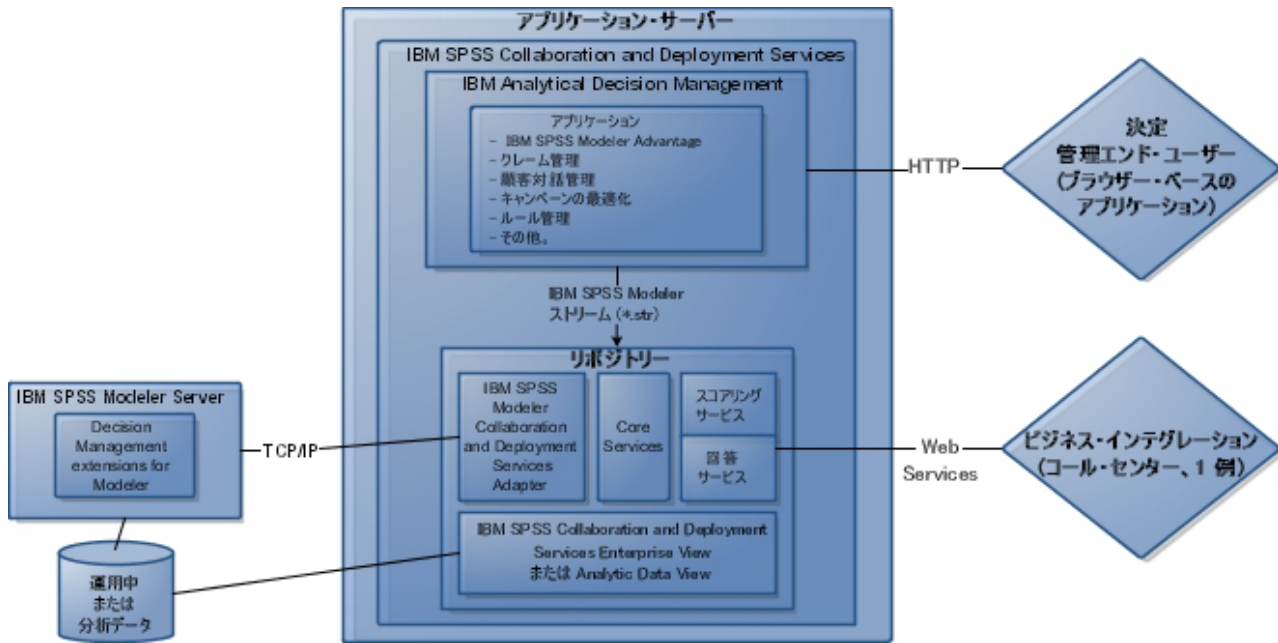 アプリケーション・サーバー
IBM SPSS Collaboration and Deployment Services
IBM Analytical Decision Management
アプリケーション
- IBM SPSS Modeler Advantage
- クレーム管理
- 顧客対話管理
- キャンペーンの最適化
- ルール管理
- その他。
HTTP
決定
管理エンド・ユーザー
(ブラウザー・ベースの
アプリケーション)
IBM SPSS Modeler
ストリーム (*.str)
リポジトリー
IBM SPSS
Modeler
Collaboration
and Deployment
Services
Adapter
Core
Services
スコアリング
サービス
回答
サービス
IBM SPSS Collaboration and Deployment
Services Enterprise View
または Analytic Data View
IBM SPSS Modeler Server
Decision
Management
extensions for
Modeler
TCP/IP
運用中
または
分析データ
Web
Services
ビジネス・インテグレーション
(コール・センター、1 例)